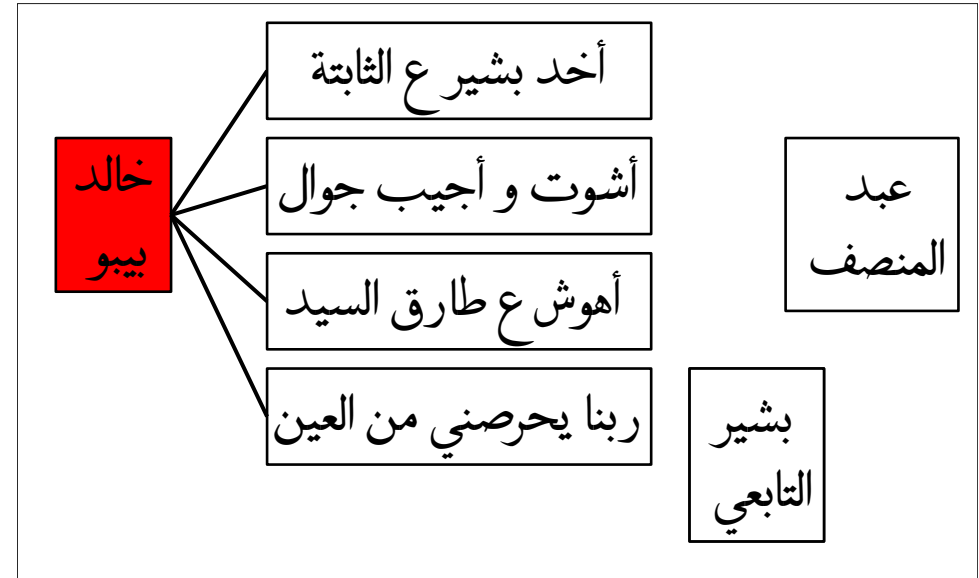 أخد بشير ع الثابتة
أشوت و أجيب جوال
أهوش ع طارق السيد
ربنا يحرصني من العين
خالد
بيبو
عبد
المنصف
بشير
التابعي